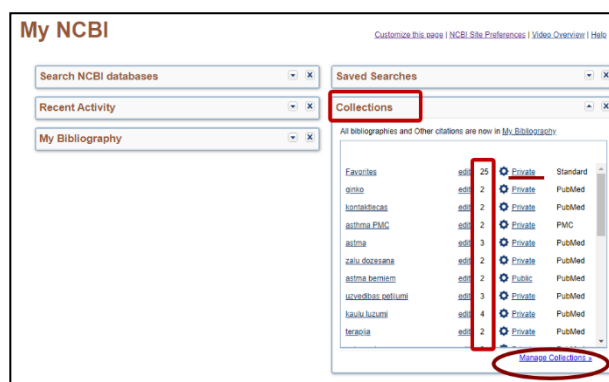 My NCBI
Customize this page | NCBI Site Preferences | Video Overview | Help
Search NCBI databases
Recent Activity
My Bibliography
Saved Searches
Collections
All bibliographies and Other citations are now in My Bibliography
Favorites edit 25 Private Standard
ginko edit 2 Private PubMed
kontaktlecas edit 2 Private PubMed
asthma PMC edit 2 Private PMC
astma edit 3 Private PubMed
zalu dozesana edit 2 Private PubMed
astma berniem edit 2 Public PubMed
uzvedibas petijumi edit 3 Private PubMed
kaulu luzumi edit 4 Private PubMed
terapija edit 2 Private PubMed
Manage Collections »